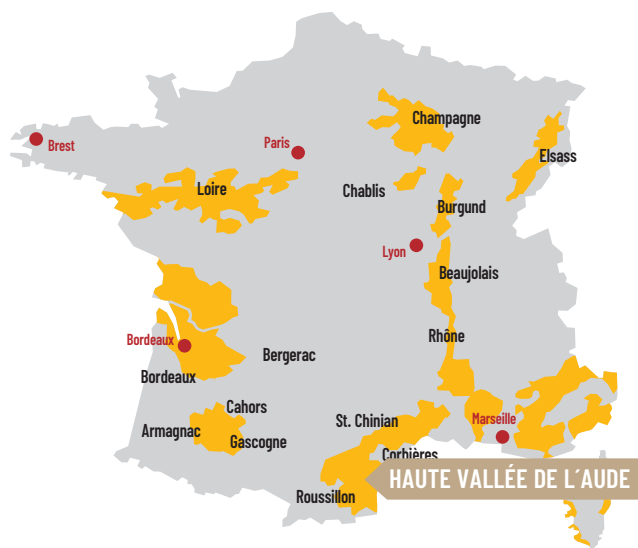 Champagne
Brest
Paris
Elsass
Loire
Chablis
Burgund
Lyon
Beaujolais
Rhône
Bordeaux
Bergerac
Bordeaux
Cahors
Armagnac
Gascogne
St. Chinian
Marseille
Corbières
HAUTE VALLÉE DE L´AUDE
Roussillon